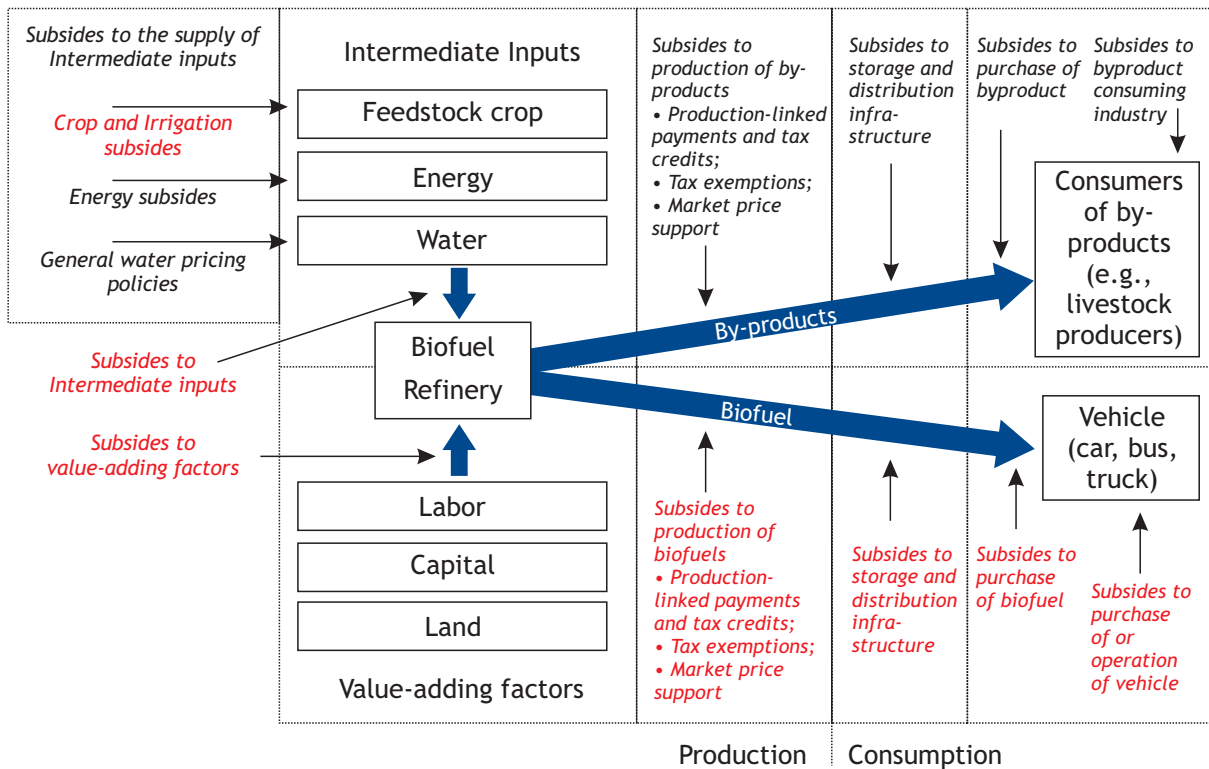 Subsides to the supply of
Intermediate inputs
Crop and Irrigation
subsides
Energy subsides
General water pricing
policies
Subsides to
Intermediate inputs
Subsides to
value-adding factors
Intermediate Inputs
Feedstock crop
Energy
Water
Biofuel
Refinery
Labor
Capital
Land
Value-adding factors
Subsides to
production of by-
products
• Production-linked
payments and tax
credits;
• Tax exemptions;
• Market price
support
Subsides to
storage and
distribution
infra-
structure
Subsides to
purchase of
byproduct
Subsides to
byproduct
consuming
industry
Consumers
of by-
products
(e.g.,
livestock
producers)
By-products
Biofuel
Vehicle
(car, bus,
truck)
Subsides to
production of
biofuels
• Production-
linked payments
and tax credits;
• Tax exemptions;
• Market price
support
Subsides to
storage and
distribution
infra-
structure
Subsides to
purchase
of biofuel
Subsides to
purchase
of or
operation
of vehicle
Production
Consumption